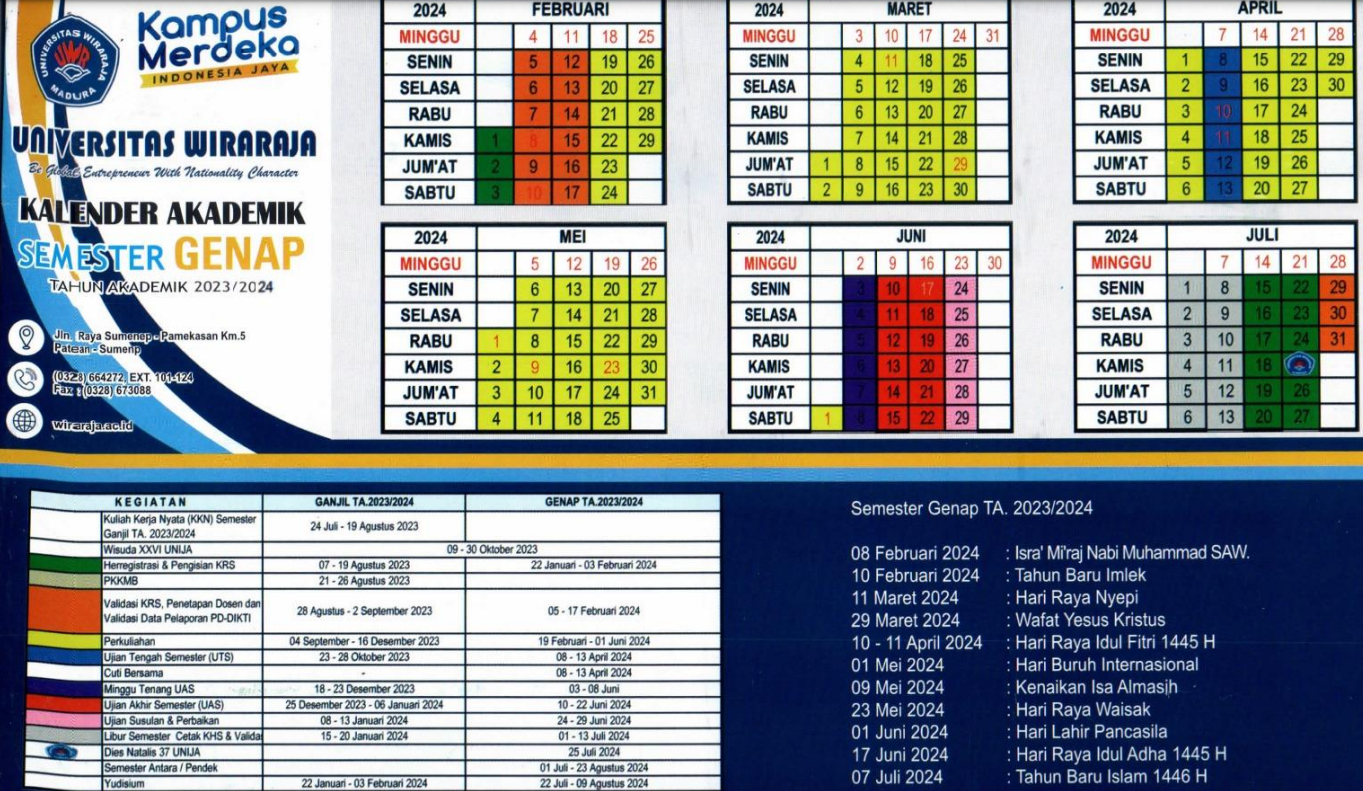 UNIVERSITAS WIRARAJA
MADURA
Kampus
Merdeka
INDONESIA JAYA
UNIVERSITAS WIRARAJA
Be Global Entrepreneur With Nationality Character
KALENDER AKADEMIK
SEMESTER GENAP
TAHUN AKADEMIK 2023/2024
Jln. Raya Sumenep - Pamekasan Km.5
Patean - Sumenp
(0328) 664272, EXT. 101-124
Fax : (0328) 673088
wiraraja.ac.id
2024 FEBRUARI
MINGGU 4 11 18 25
SENIN 5 12 19 26
SELASA 6 13 20 27
RABU 7 14 21 28
KAMIS 1 8 15 22 29
JUM'AT 2 9 16 23
SABTU 3 10 17 24
2024 MARET
MINGGU 3 10 17 24 31
SENIN 4 11 18 25
SELASA 5 12 19 26
RABU 6 13 20 27
KAMIS 7 14 21 28
JUM'AT 1 8 15 22 29
SABTU 2 9 16 23 30
2024 APRIL
MINGGU 7 14 21 28
SENIN 1 8 15 22 29
SELASA 2 9 16 23 30
RABU 3 10 17 24
KAMIS 4 11 18 25
JUM'AT 5 12 19 26
SABTU 6 13 20 27
2024 MEI
MINGGU 5 12 19 26
SENIN 6 13 20 27
SELASA 7 14 21 28
RABU 1 8 15 22 29
KAMIS 2 9 16 23 30
JUM'AT 3 10 17 24 31
SABTU 4 11 18 25
2024 JUNI
MINGGU 2 9 16 23 30
SENIN 3 10 17 24
SELASA 4 11 18 25
RABU 5 12 19 26
KAMIS 6 13 20 27
JUM'AT 7 14 21 28
SABTU 1 8 15 22 29
2024 JULI
MINGGU 7 14 21 28
SENIN 1 8 15 22 29
SELASA 2 9 16 23 30
RABU 3 10 17 24 31
KAMIS 4 11 18
JUM'AT 5 12 19 26
SABTU 6 13 20 27
KEGIATAN GANJIL TA.2023/2024 GENAP TA.2023/2024
Kuliah Kerja Nyata (KKN) Semester
Ganjil TA. 2023/2024 24 Juli - 19 Agustus 2023
Wisuda XXVI UNIJA 09 - 30 Oktober 2023
Herregistrasi & Pengisian KRS 07 - 19 Agustus 2023 22 Januari - 03 Februari 2024
PKKMB 21 - 26 Agustus 2023
Validasi KRS, Penetapan Dosen dan
Validasi Data Pelaporan PD-DIKTI 28 Agustus - 2 September 2023 05 - 17 Februari 2024
Perkuliahan 04 September - 16 Desember 2023 19 Februari - 01 Juni 2024
Ujian Tengah Semester (UTS) 23 - 28 Oktober 2023 08 - 13 April 2024
Cuti Bersama - 08 - 13 April 2024
Minggu Tenang UAS 18 - 23 Desember 2023 03 - 08 Juni
Ujian Akhir Semester (UAS) 25 Desember 2023 - 06 Januari 2024 10 - 22 Juni 2024
Ujian Susulan & Perbaikan 08 - 13 Januari 2024 24 - 29 Juni 2024
Libur Semester Cetak KHS & Valida 15 - 20 Januari 2024 01 - 13 Juli 2024
Dies Natalis 37 UNIJA 25 Juli 2024
Semester Antara / Pendek 01 Juli - 23 Agustus 2024
Yudisium 22 Januari - 03 Februari 2024 22 Juli - 09 Agustus 2024
Semester Genap TA. 2023/2024
08 Februari 2024 : Isra' Mi'raj Nabi Muhammad SAW.
10 Februari 2024 : Tahun Baru Imlek
11 Maret 2024 : Hari Raya Nyepi
29 Maret 2024 : Wafat Yesus Kristus
10 - 11 April 2024 : Hari Raya Idul Fitri 1445 H
01 Mei 2024 : Hari Buruh Internasional
09 Mei 2024 : Kenaikan Isa Almasih
23 Mei 2024 : Hari Raya Waisak
01 Juni 2024 : Hari Lahir Pancasila
17 Juni 2024 : Hari Raya Idul Adha 1445 H
07 Juli 2024 : Tahun Baru Islam 1446 H